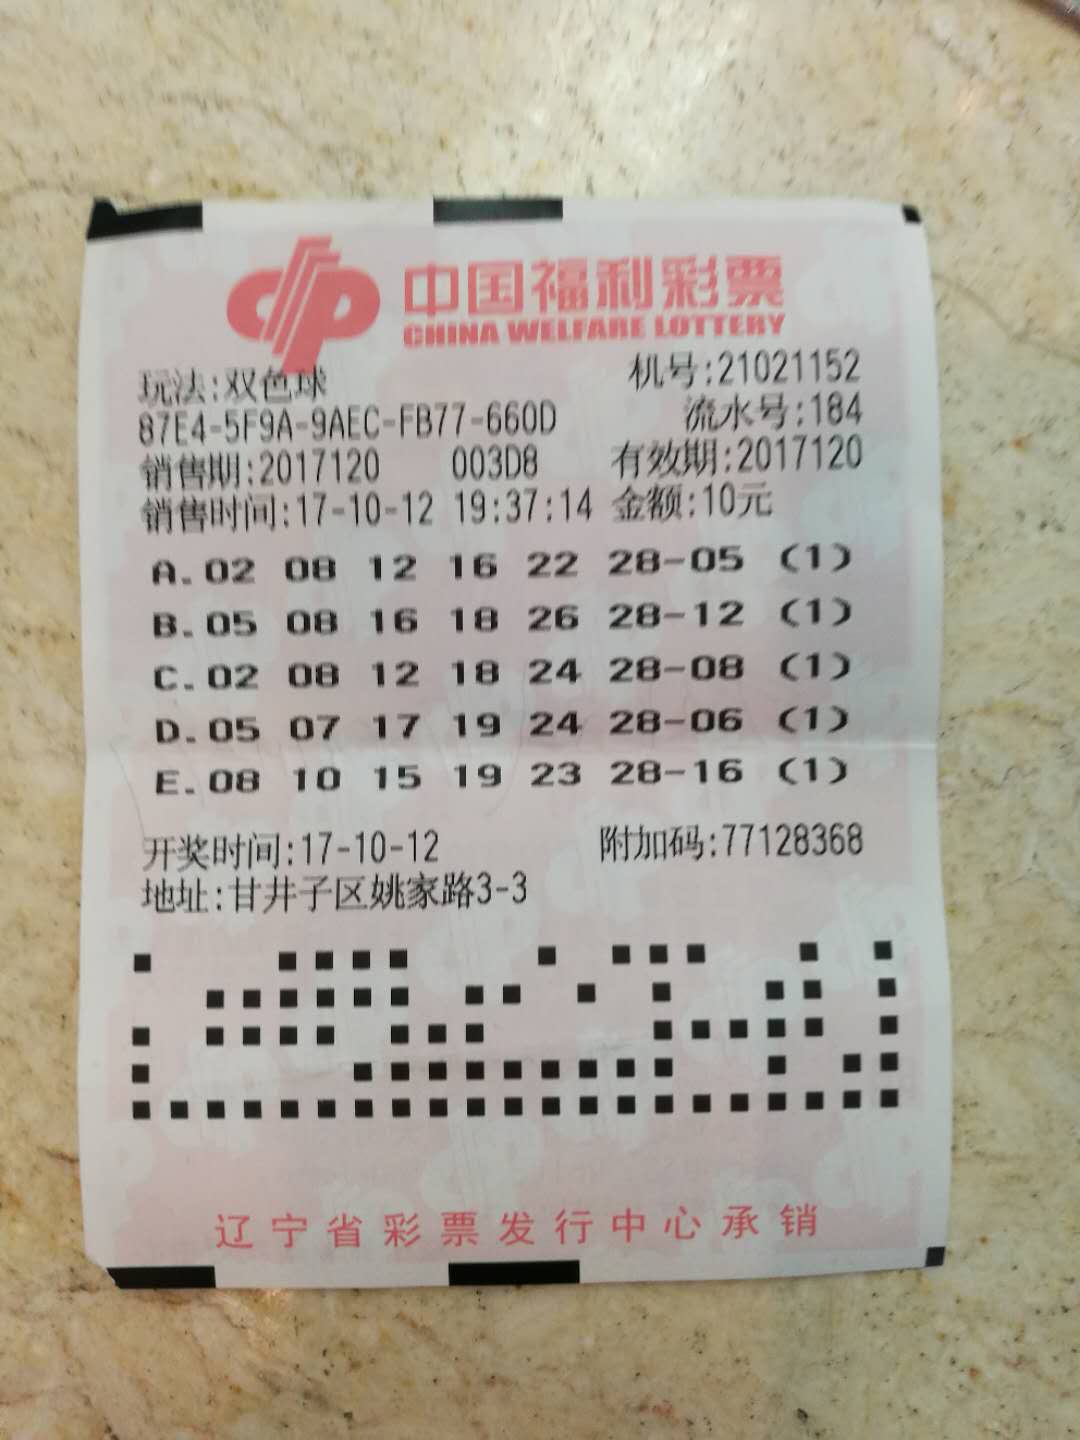 中国福利彩票
CHINA WELFARE LOTTERY
玩法:双色球 机号:21021152
87E4-5F9A-9AEC-FB77-660D 流水号:184
销售期:2017120 003D8 有效期:2017120
销售时间:17-10-12 19:37:14 金额:10元
A.02 08 12 16 22 28-05 (1)
B.05 08 16 18 26 28-12 (1)
C.02 08 12 18 24 28-08 (1)
D.05 07 17 19 24 28-06 (1)
E.08 10 15 19 23 28-16 (1)
开奖时间:17-10-12 附加码:77128368
地址:甘井子区姚家路3-3
辽宁省彩票发行中心承销